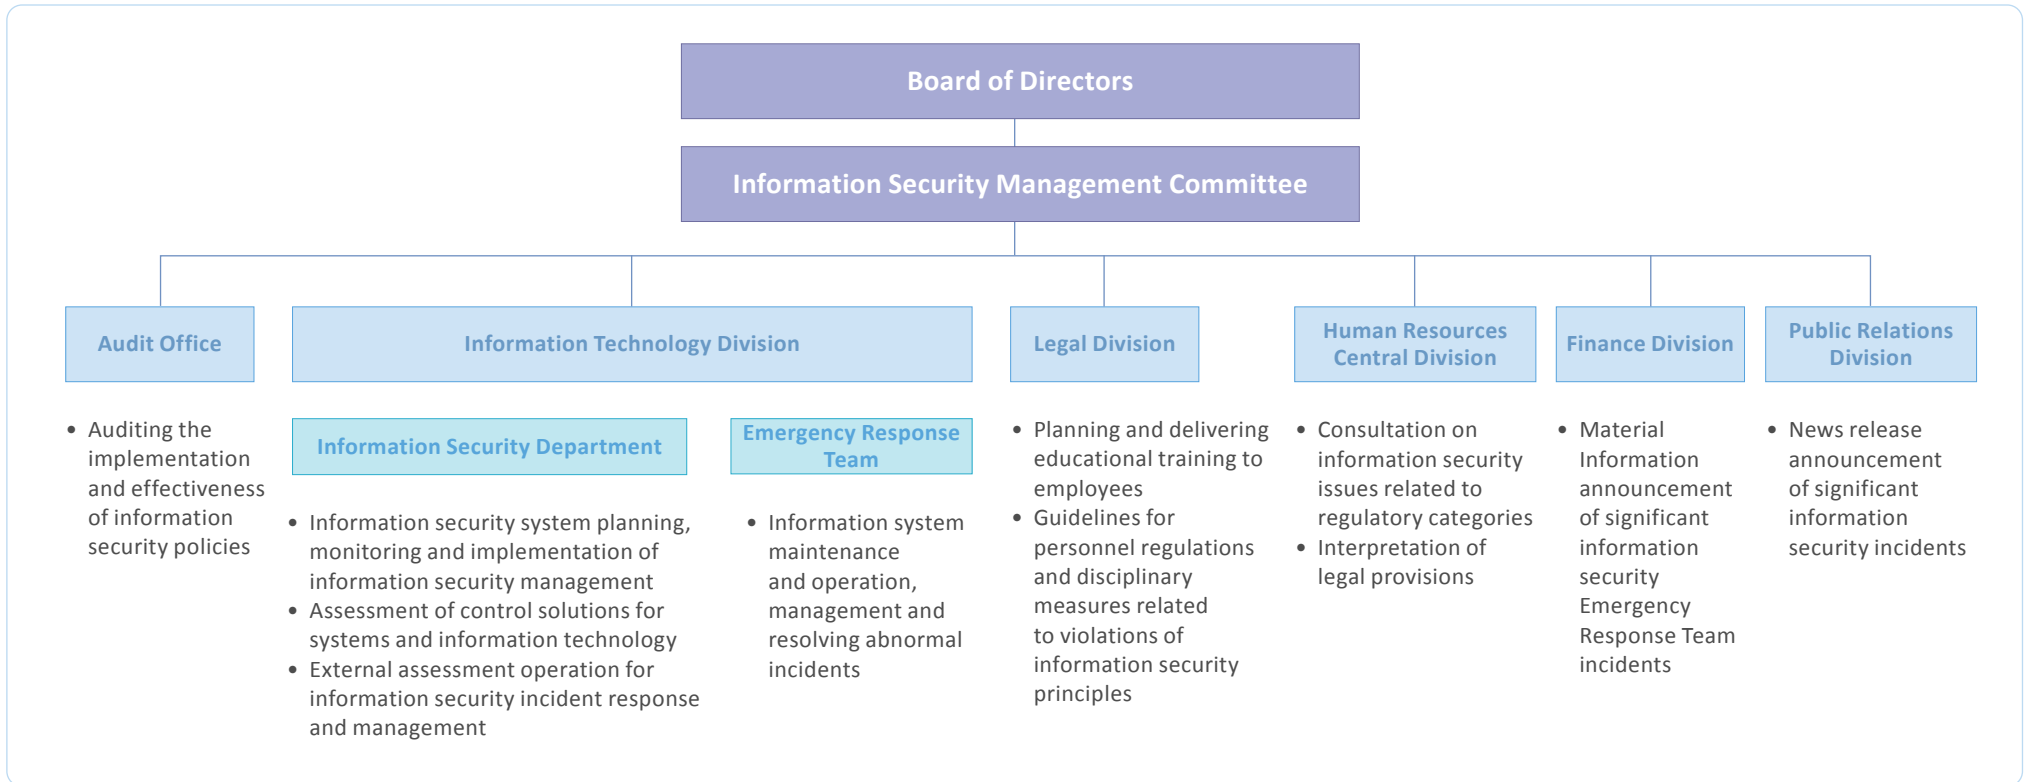 Board of Directors
Information Security Management Committee
Audit Office
• Auditing the
implementation
and effectiveness
of information
security policies
Information Technology Division
Information Security Department
• Information security system planning,
monitoring and implementation of
information security management
• Assessment of control solutions for
systems and information technology
• External assessment operation for
information security incident response
and management
Emergency Response
Team
• Information system
maintenance
and operation,
management and
resolving abnormal
incidents
Legal Division
• Planning and delivering
educational training to
employees
• Guidelines for
personnel regulations
and disciplinary
measures related
to violations of
information security
principles
Human Resources
Central Division
• Consultation on
information security
issues related to
regulatory categories
• Interpretation of
legal provisions
Finance Division
• Material
Information
announcement
of significant
information
security
Emergency
Response Team
incidents
Public Relations
Division
• News release
announcement
of significant
information
security incidents